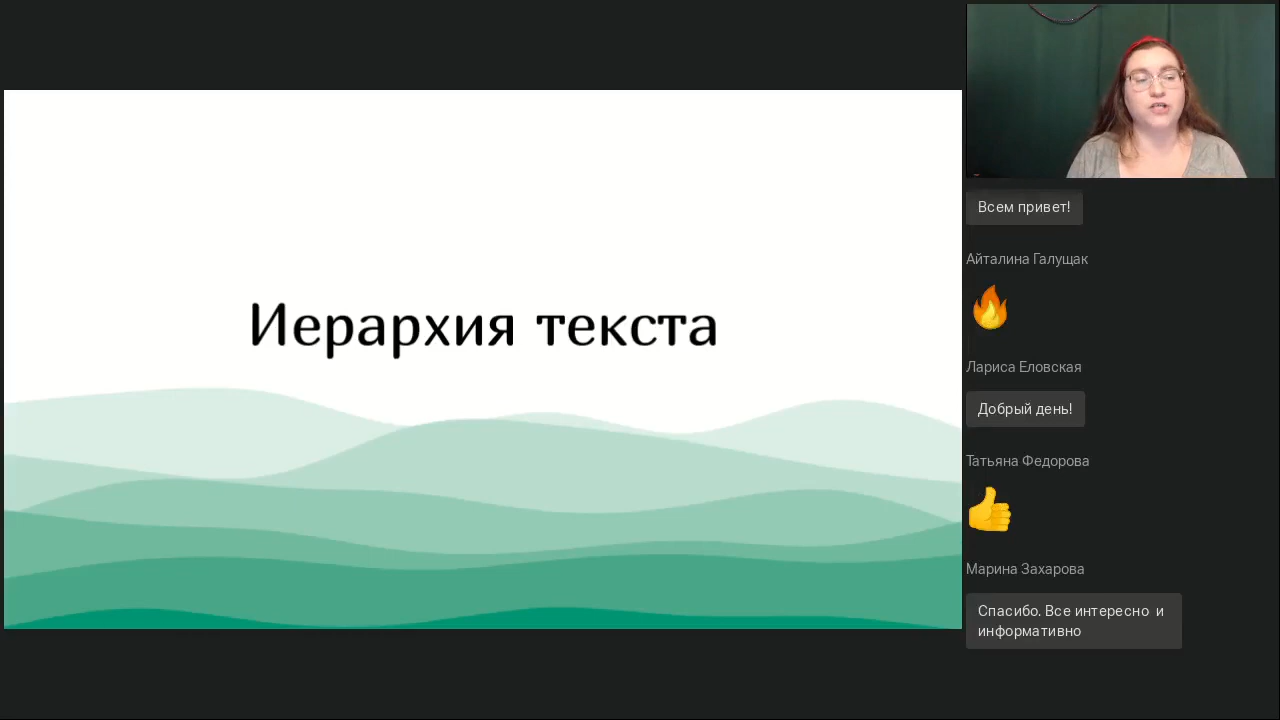 Иерархия текста
Всем привет!
Айталина Галущак
Лариса Еловская
Добрый день!
Татьяна Федорова
Марина Захарова
Спасибо. Все интересно и
информативно